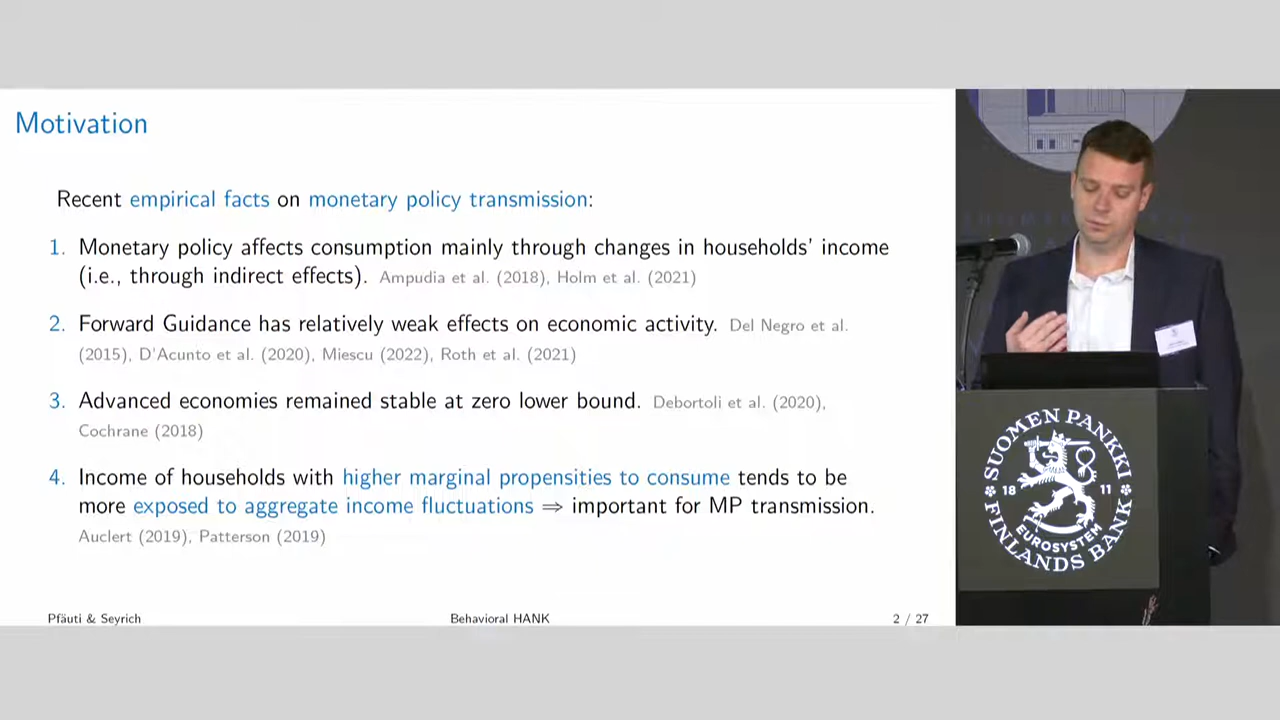 Motivation
Recent empirical facts on monetary policy transmission:
1. Monetary policy affects consumption mainly through changes in households' income
(i.e., through indirect effects). Ampudia et al. (2018), Holm et al. (2021)
2. Forward Guidance has relatively weak effects on economic activity. Del Negro et al.
(2015), D'Acunto et al. (2020), Miescu (2022), Roth et al. (2021)
3. Advanced economies remained stable at zero lower bound. Debortoli et al. (2020),
Cochrane (2018)
4. Income of households with higher marginal propensities to consume tends to be
more exposed to aggregate income fluctuations ⇒ important for MP transmission.
Auclert (2019), Patterson (2019)
Pfäuti & Seyrich
Behavioral HANK
2 / 27
SUOMEN PANKKI
18 11
EUROSYSTEM
FINLANDS BANK